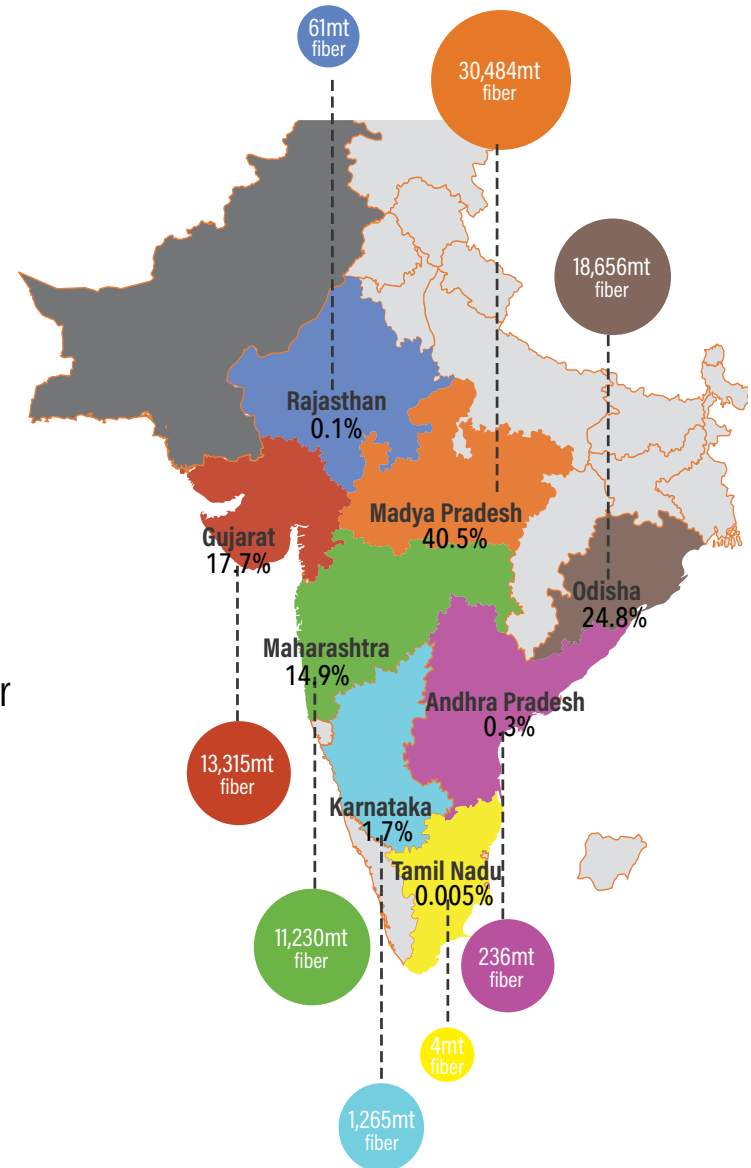 61mt
fiber
30,484mt
fiber
18,656mt
fiber
Rajasthan
0.1%
Madya Pradesh
40.5%
Gujarat
17.7%
Odisha
24.8%
Maharashtra
14.9%
r
Andhra Pradesh
0.3%
13,315mt
fiber
Karnataka
1.7%
Tamil Nadu
0.005%
11,230mt
fiber
236mt
fiber
4mt
fiber
1,265mt
fiber